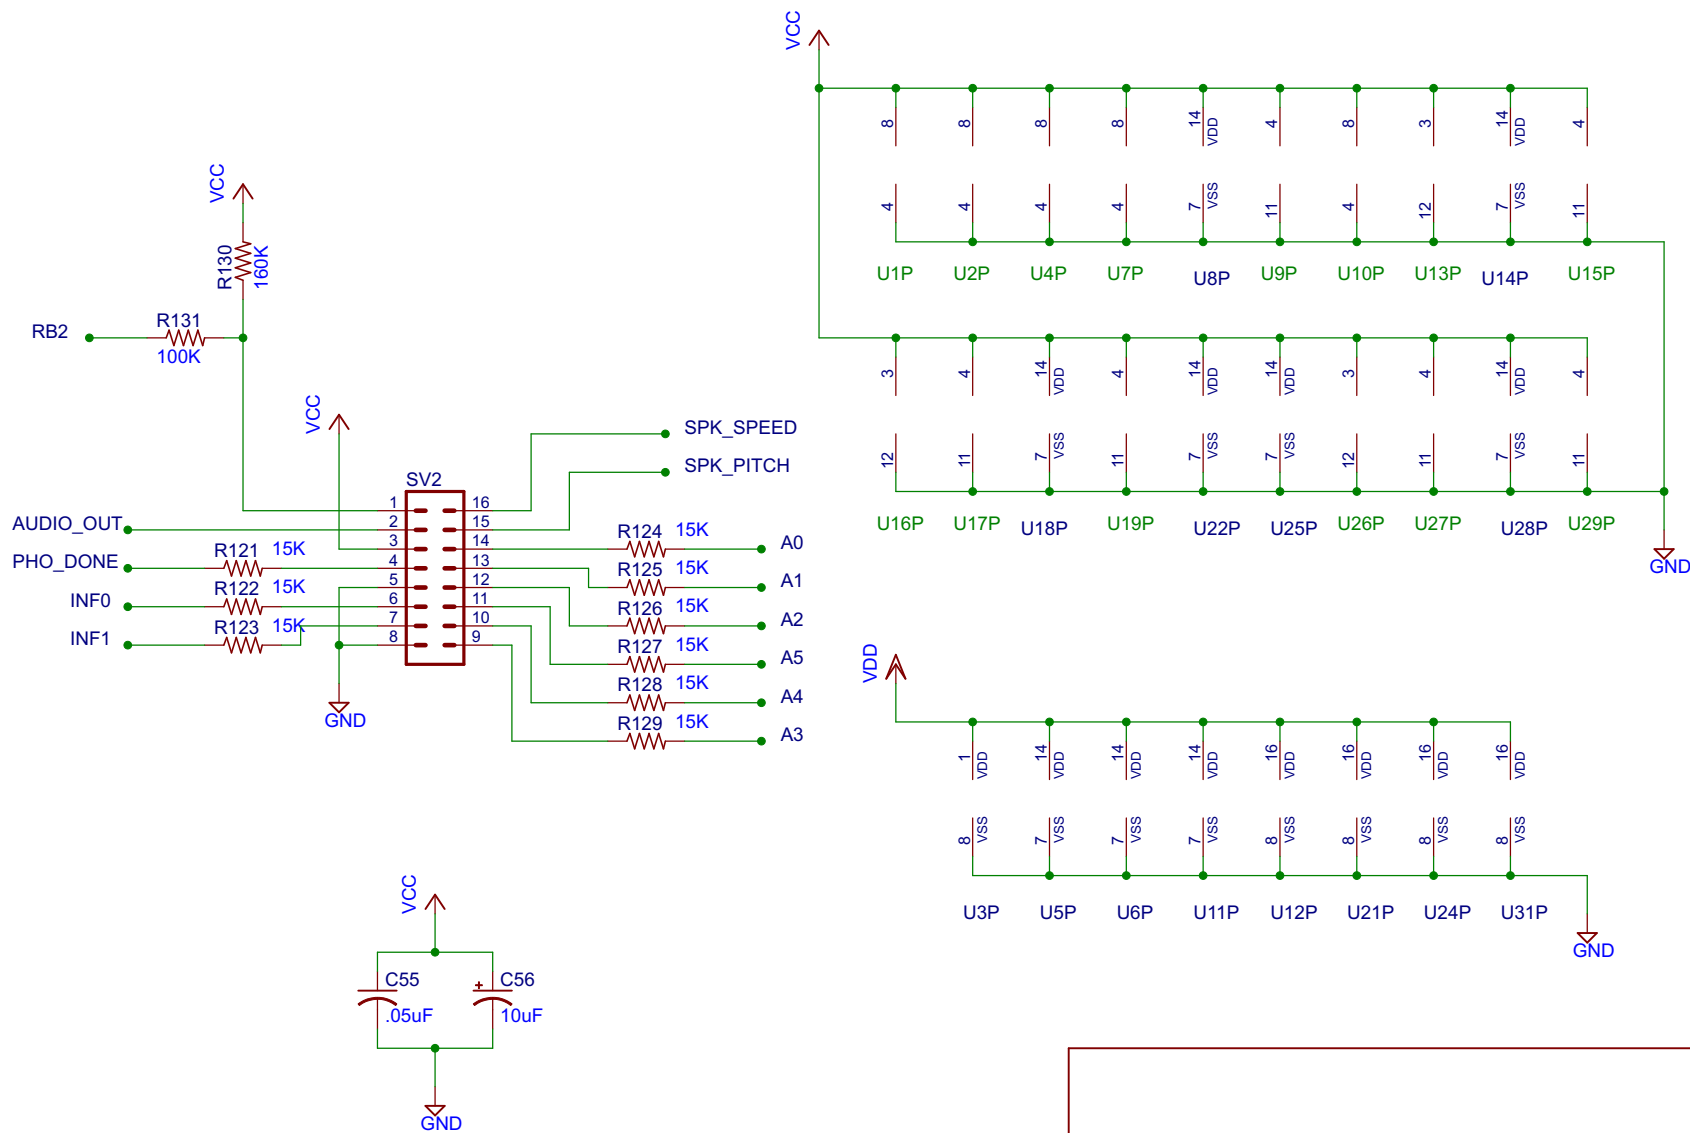 VCC
8 8 8 8 14 VDD 4 8 3 14 VDD 4
4 4 4 4 7 VSS 11 4 12 7 VSS 11
U1P U2P U4P U7P U8P U9P U10P U13P U14P U15P
3 4 14 VDD 4 14 VDD 14 VDD 3 4 14 VDD 4
12 11 7 VSS 11 7 VSS 7 VSS 12 11 7 VSS 11
U16P U17P U18P U19P U22P U25P U26P U27P U28P U29P
GND
VCC
R130
160K
RB2
R131
100K
VCC
SV2
SPK_SPEED
SPK_PITCH
1 16
2 15
3 14
4 13
5 12
6 11
7 10
8 9
AUDIO_OUT
PHO_DONE
R121 15K
INF0
R122 15K
INF1
R123 15K
GND
R124 15K A0
R125 15K A1
R126 15K A2
R127 15K A5
R128 15K A4
R129 15K A3
VDD
1 VDD 14 VDD 14 VDD 14 VDD 16 VDD 16 VDD 16 VDD 16 VDD
8 VSS 7 VSS 7 VSS 7 VSS 8 VSS 8 VSS 8 VSS 8 VSS
U3P U5P U6P U11P U12P U21P U24P U31P
GND
VCC
C55
.05uF
+
C56
10uF
GND